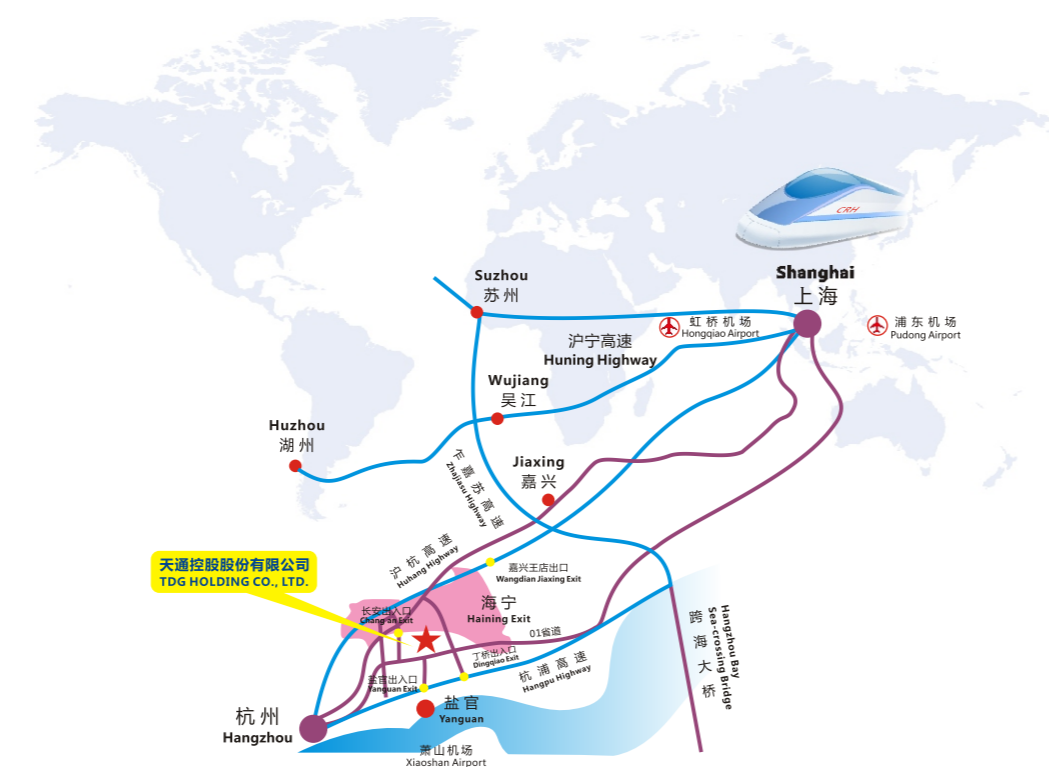 CRH
Shanghai
上海
Suzhou
苏州
虹桥机场
Hongqiao Airport
浦东机场
Pudong Airport
沪宁高速
Huning Highway
Wujiang
吴江
Huzhou
湖州
Jiaxing
嘉兴
乍嘉苏高速
Zhajiasu Highway
沪杭高速
Huhang Highway
天通控股股份有限公司
TDG HOLDING CO., LTD.
嘉兴王店出口
Wangdian Jiaxing Exit
海宁
Haining Exit
长安出入口
Chang'an Exit
01省道
丁桥出入口
Dingqiao Exit
杭浦高速
Hangpu Highway
跨海大桥
Hangzhou Bay
Sea-crossing Bridge
盐官出入口
Yanguan Exit
盐官
Yanguan
杭州
Hangzhou
萧山机场
Xiaoshan Airport